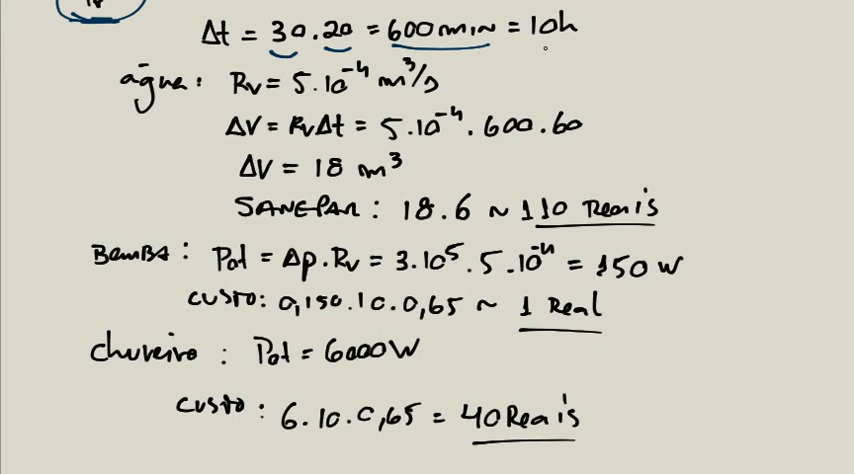 Δt = 30.20 = 600min = 10h
água: Rv = 5.10⁻⁴ m³/s
ΔV = RvΔt = 5.10⁻⁴.600.60
ΔV = 18 m³
SANEPAR: 18.6 ~ 110 Reais
BOMBA: Pot = Δp.Rv = 3.10⁵.5.10⁻⁴ = 150 W
custo: 0,150.10.0,65 ~ 1 Real
chuveiro: Pot = 6000W
custo: 6.10.0,65 = 40 Reais